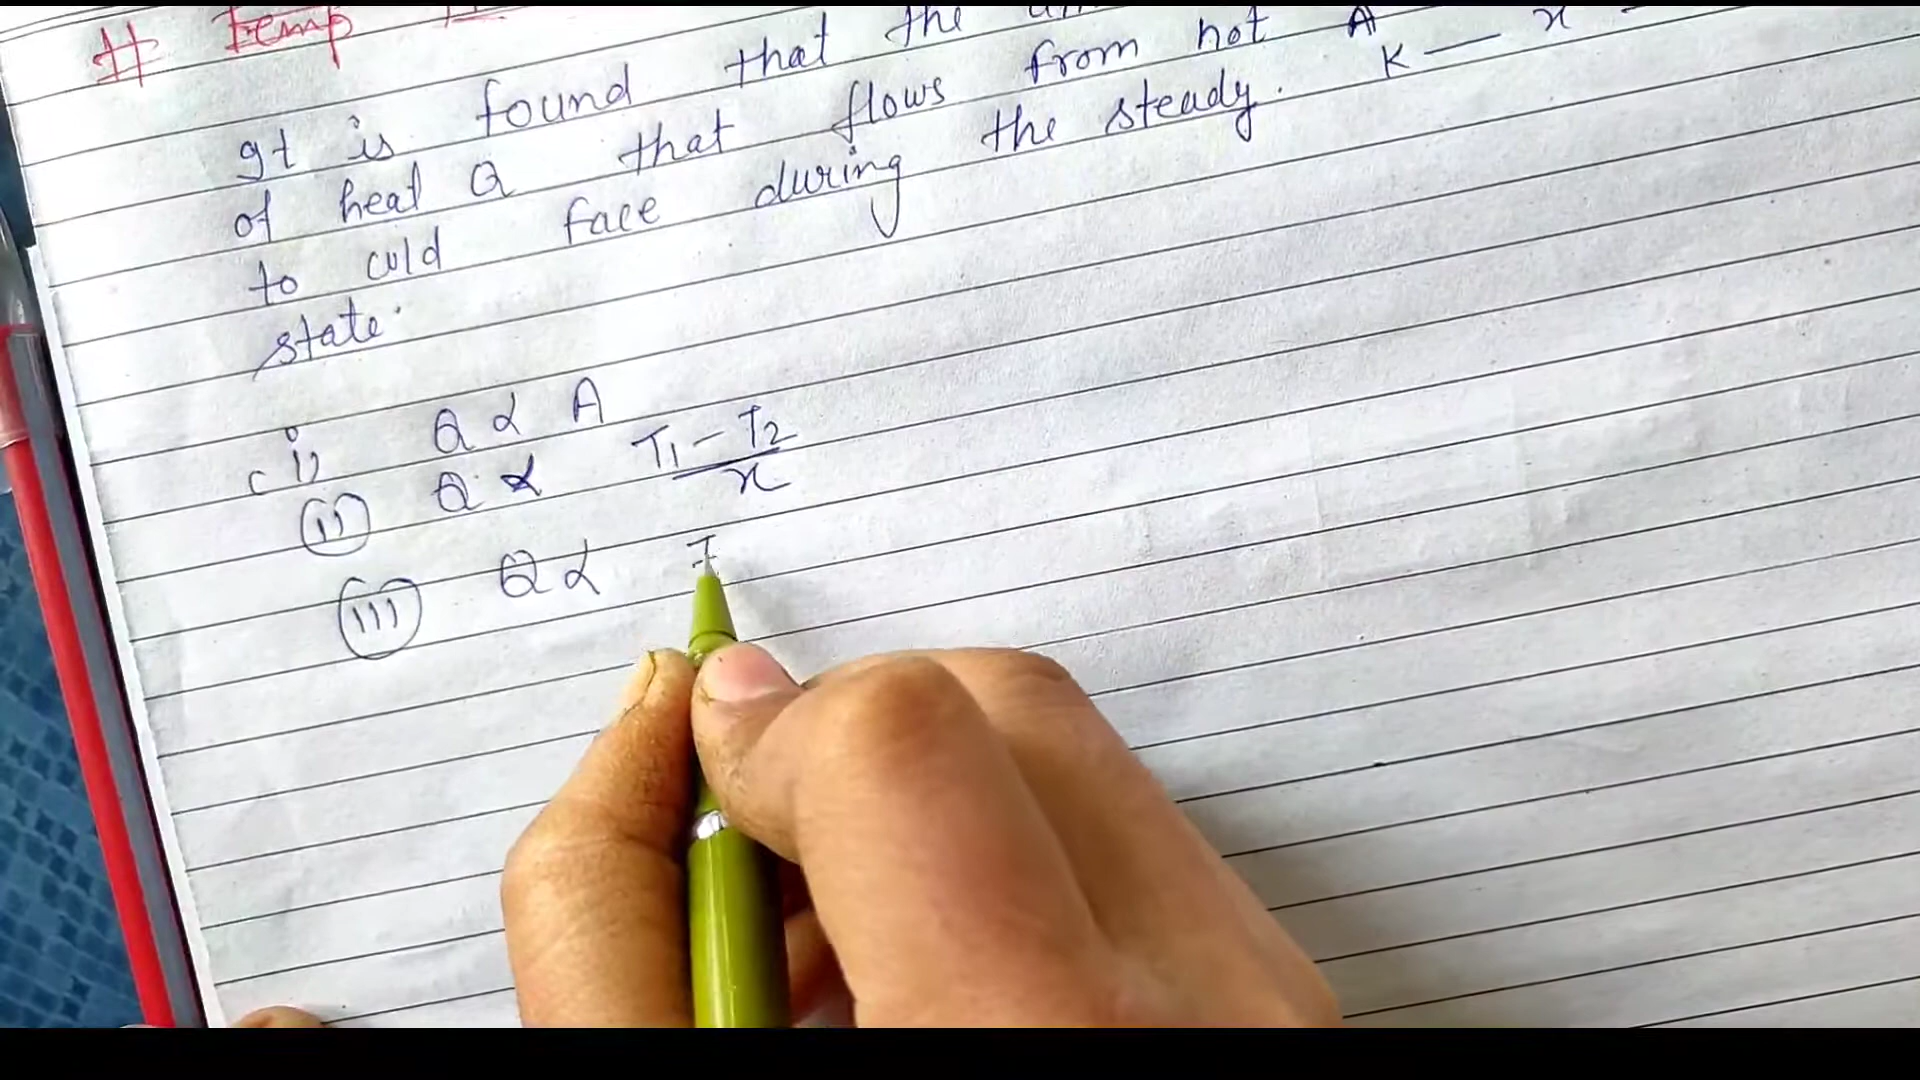 # Temp
It is found that the
of heat Q that flows from hot A
to cold face during the steady. K — x
state.
(i) Q α A
(ii) Q α T1 - T2 / x
(iii) Q α T